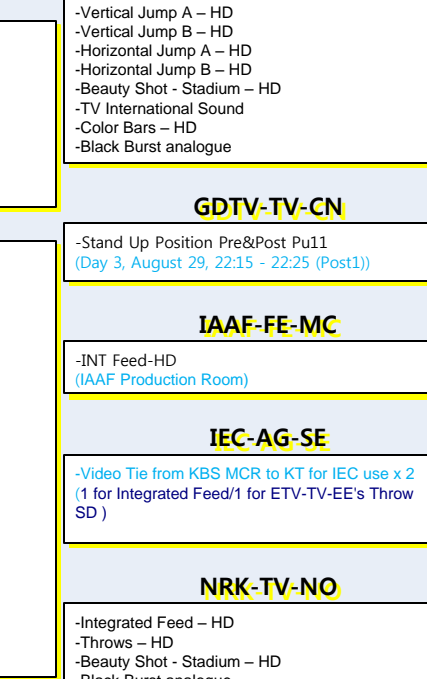 -Vertical Jump A – HD
-Vertical Jump B – HD
-Horizontal Jump A – HD
-Horizontal Jump B – HD
-Beauty Shot - Stadium – HD
-TV International Sound
-Color Bars – HD
-Black Burst analogue
GDTV-TV-CN
-Stand Up Position Pre&Post Pu11
(Day 3, August 29, 22:15 - 22:25 (Post1))
IAAF-FE-MC
-INT Feed-HD
(IAAF Production Room)
IEC-AG-SE
-Video Tie from KBS MCR to KT for IEC use x 2
(1 for Integrated Feed/1 for ETV-TV-EE's Throw
SD )
NRK-TV-NO
-Integrated Feed – HD
-Throws – HD
-Beauty Shot - Stadium – HD
-Black Burst analogue